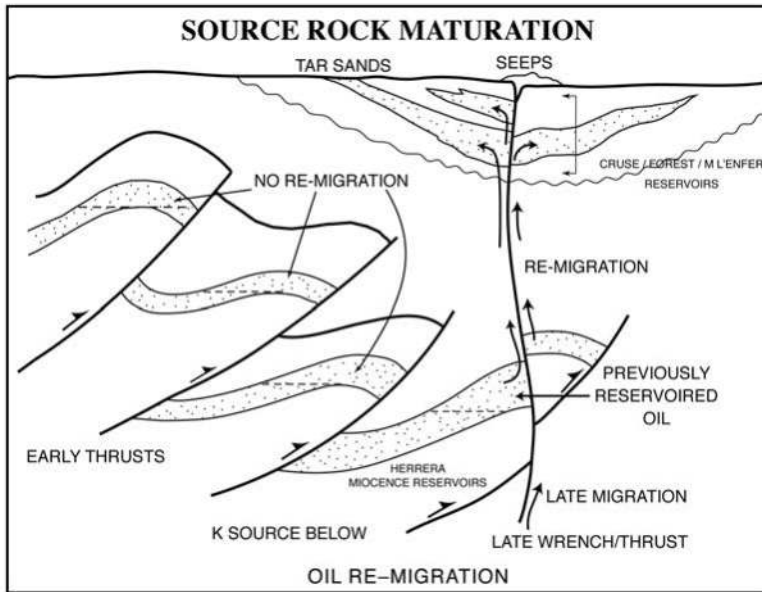 SOURCE ROCK MATURATION
TAR SANDS
SEEPS
CRUSE / FOREST / M L'ENFER
RESERVOIRS
NO RE-MIGRATION
RE-MIGRATION
PREVIOUSLY
RESERVOIRED
OIL
EARLY THRUSTS
HERRERA
MIOCENCE RESERVOIRS
LATE MIGRATION
K SOURCE BELOW
LATE WRENCH/THRUST
OIL RE–MIGRATION